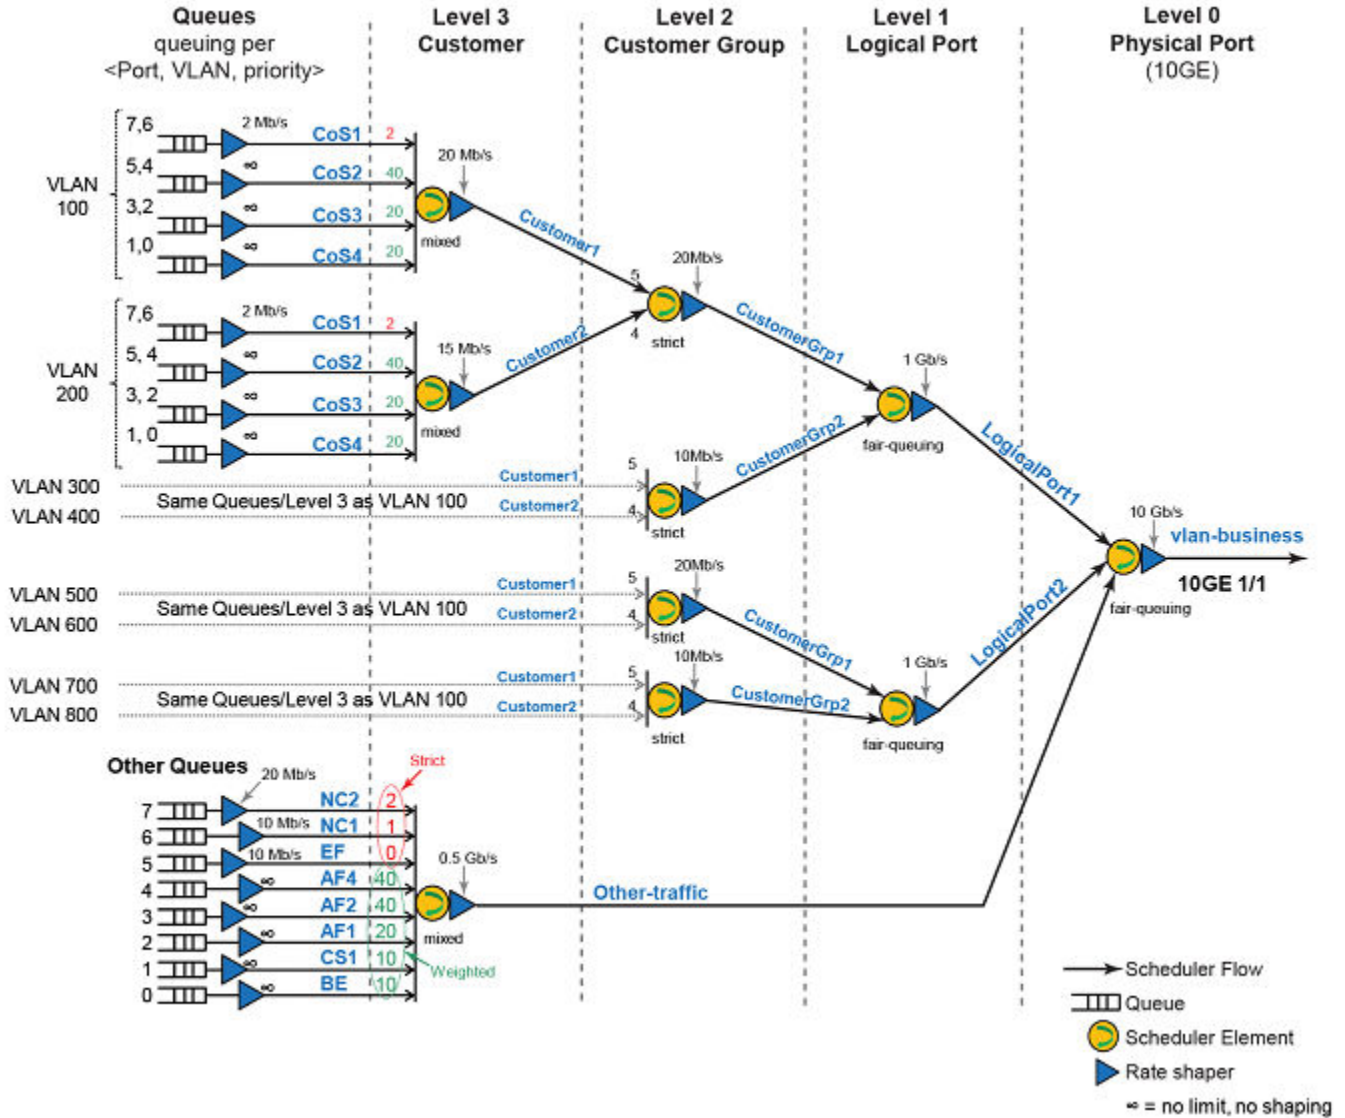 Queues
queuing per
<Port, VLAN, priority>
Level 3
Customer
Level 2
Customer Group
Level 1
Logical Port
Level 0
Physical Port
(10GE)
VLAN
100
7,6
2 Mb/s
CoS1
2
5,4
∞
CoS2
40
3,2
∞
CoS3
20
1,0
∞
CoS4
20
20 Mb/s
mixed
Customer1
VLAN
200
7,6
2 Mb/s
CoS1
2
5, 4
∞
CoS2
40
3, 2
∞
CoS3
20
1, 0
∞
CoS4
20
15 Mb/s
mixed
Customer2
5
4
20Mb/s
strict
CustomerGrp1
VLAN 300
VLAN 400
Same Queues/Level 3 as VLAN 100
Customer1
Customer2
5
4
10Mb/s
strict
CustomerGrp2
1 Gb/s
fair-queuing
LogicalPort1
VLAN 500
VLAN 600
Same Queues/Level 3 as VLAN 100
Customer1
Customer2
5
4
20Mb/s
strict
CustomerGrp1
VLAN 700
VLAN 800
Same Queues/Level 3 as VLAN 100
Customer1
Customer2
5
4
10Mb/s
strict
CustomerGrp2
1 Gb/s
fair-queuing
LogicalPort2
10 Gb/s
vlan-business
10GE 1/1
fair-queuing
Other Queues
20 Mb/s
Strict
7
NC2
2
6
10 Mb/s
NC1
1
5
10 Mb/s
EF
0
4
∞
AF4
40
3
∞
AF2
40
2
∞
AF1
20
1
∞
CS1
10
0
∞
BE
10
Weighted
0.5 Gb/s
mixed
Other-traffic
Scheduler Flow
Queue
Scheduler Element
Rate shaper
∞ = no limit, no shaping